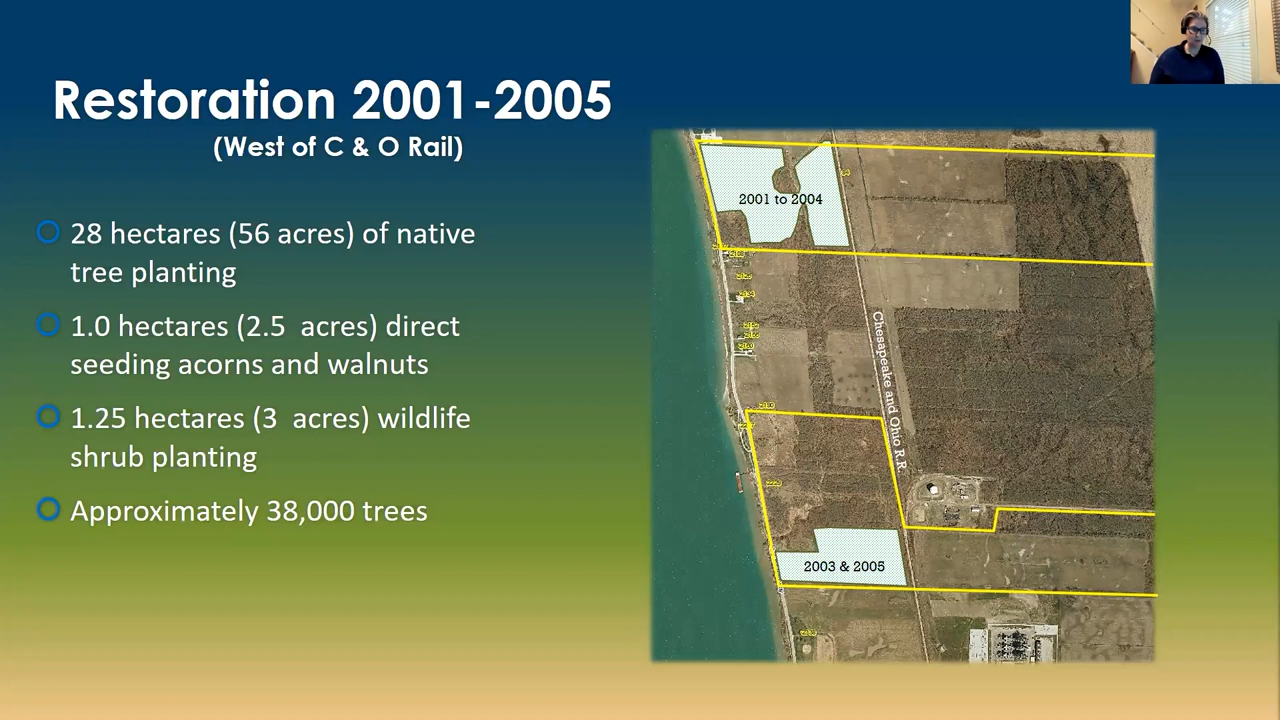 Restoration 2001-2005
(West of C & O Rail)
28 hectares (56 acres) of native
tree planting
1.0 hectares (2.5  acres) direct
seeding acorns and walnuts
1.25 hectares (3  acres) wildlife
shrub planting
Approximately 38,000 trees
2001 to 2004
Chesapeake and Ohio R.R.
2003 & 2005